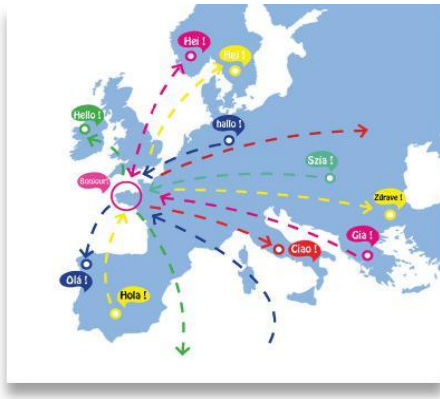 Hei !
Hej !
Hello !
hallo !
Szia !
Bonjour!
Zdrave !
Gia !
Ciao !
Olá !
Hola !